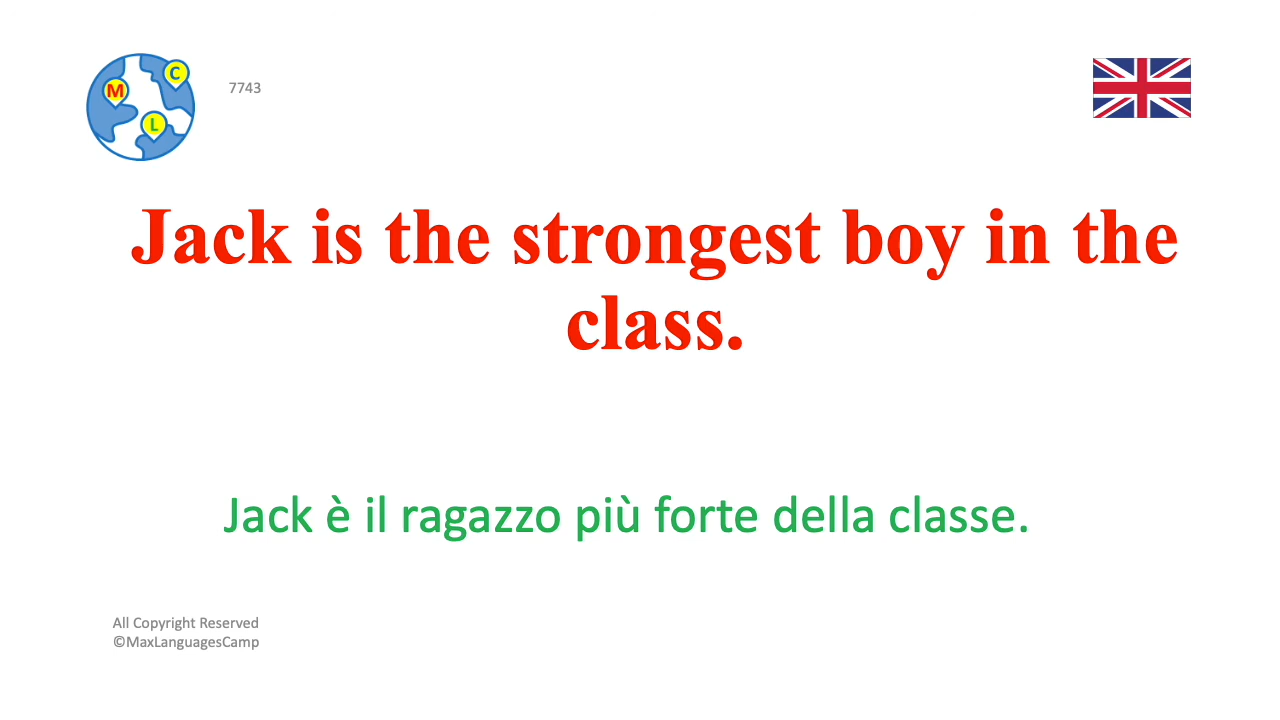 M C L
7743
Jack is the strongest boy in the
class.
Jack è il ragazzo più forte della classe.
All Copyright Reserved
©MaxLanguagesCamp